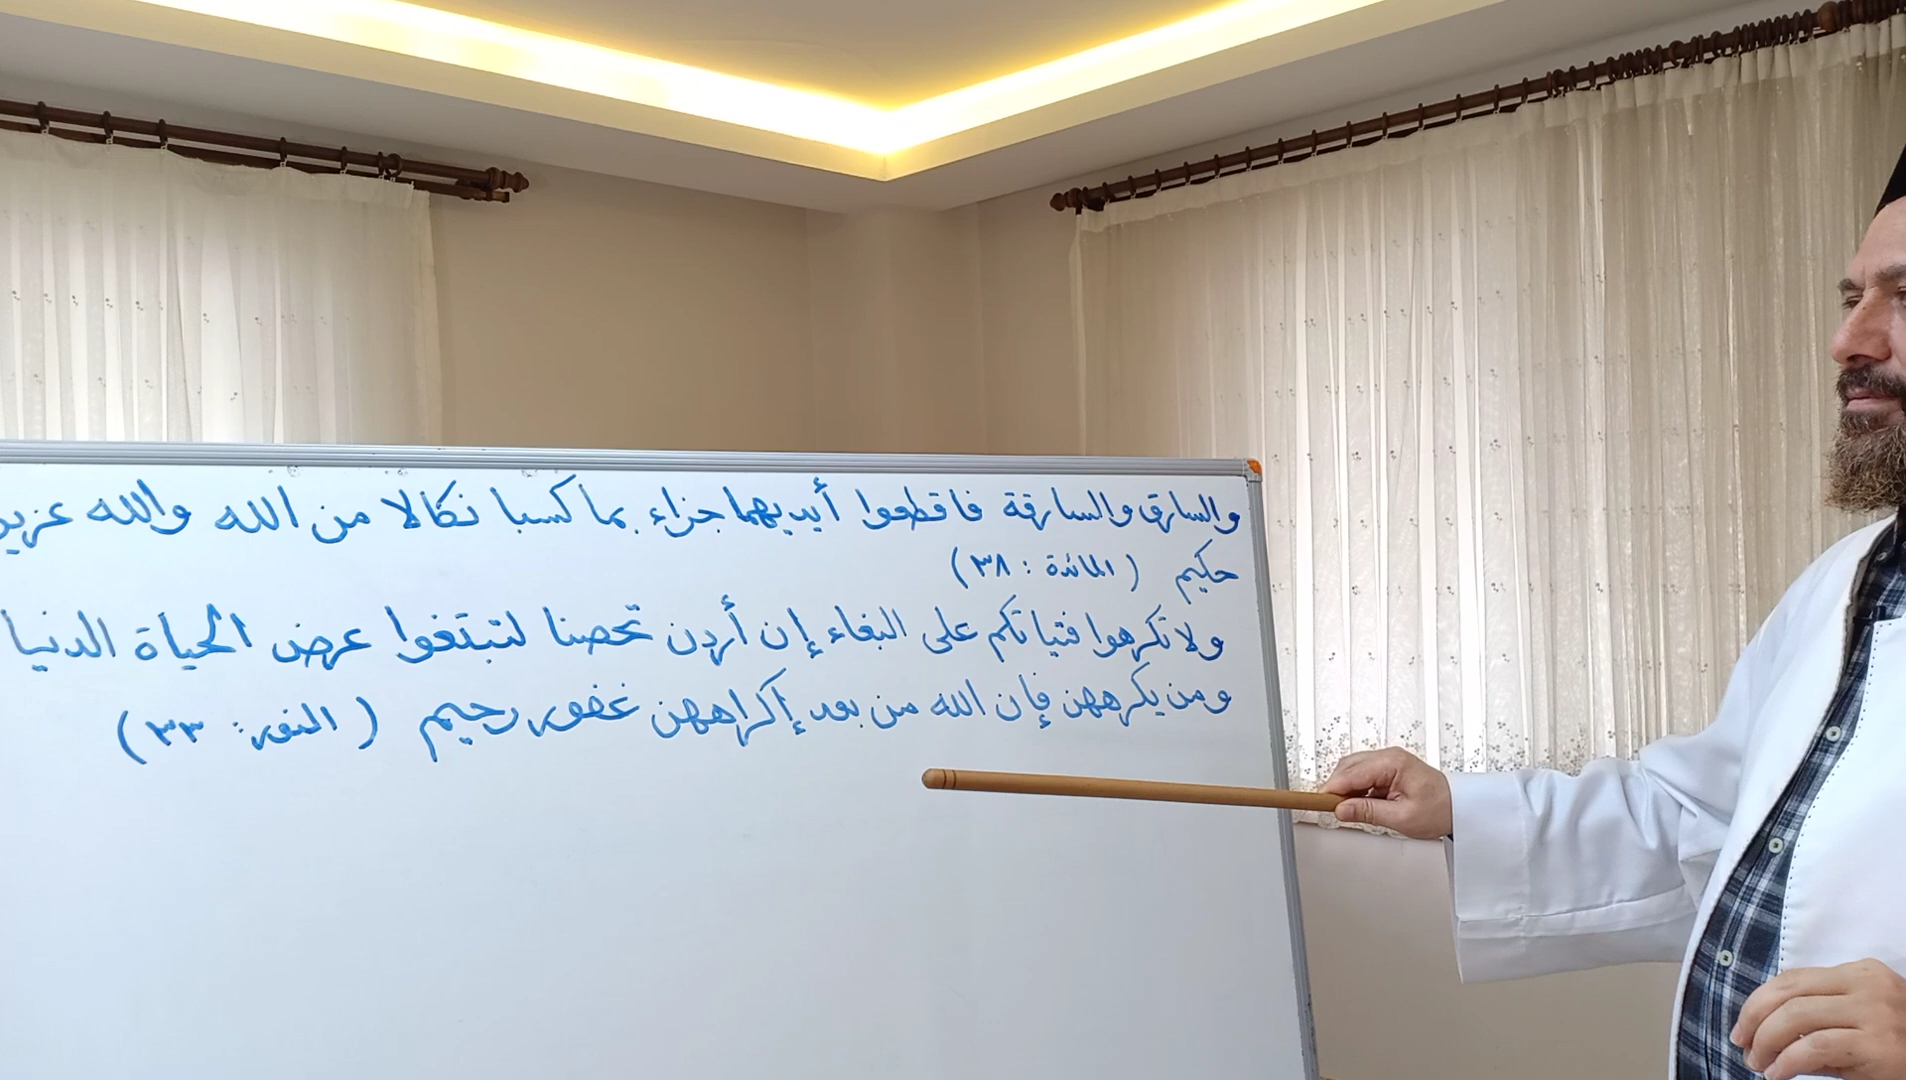 والسارق والسارقة فاقطعوا أيديهما جزاء بما كسبا نكالا من الله والله عزيز
حكيم (المائدة : ٣٨)
ولا تكرهوا فتياتكم على البغاء إن أردن تحصنا لتبتغوا عرض الحياة الدنيا
ومن يكرههن فإن الله من بعد إكراههن غفور رحيم (النور: ٣٣)